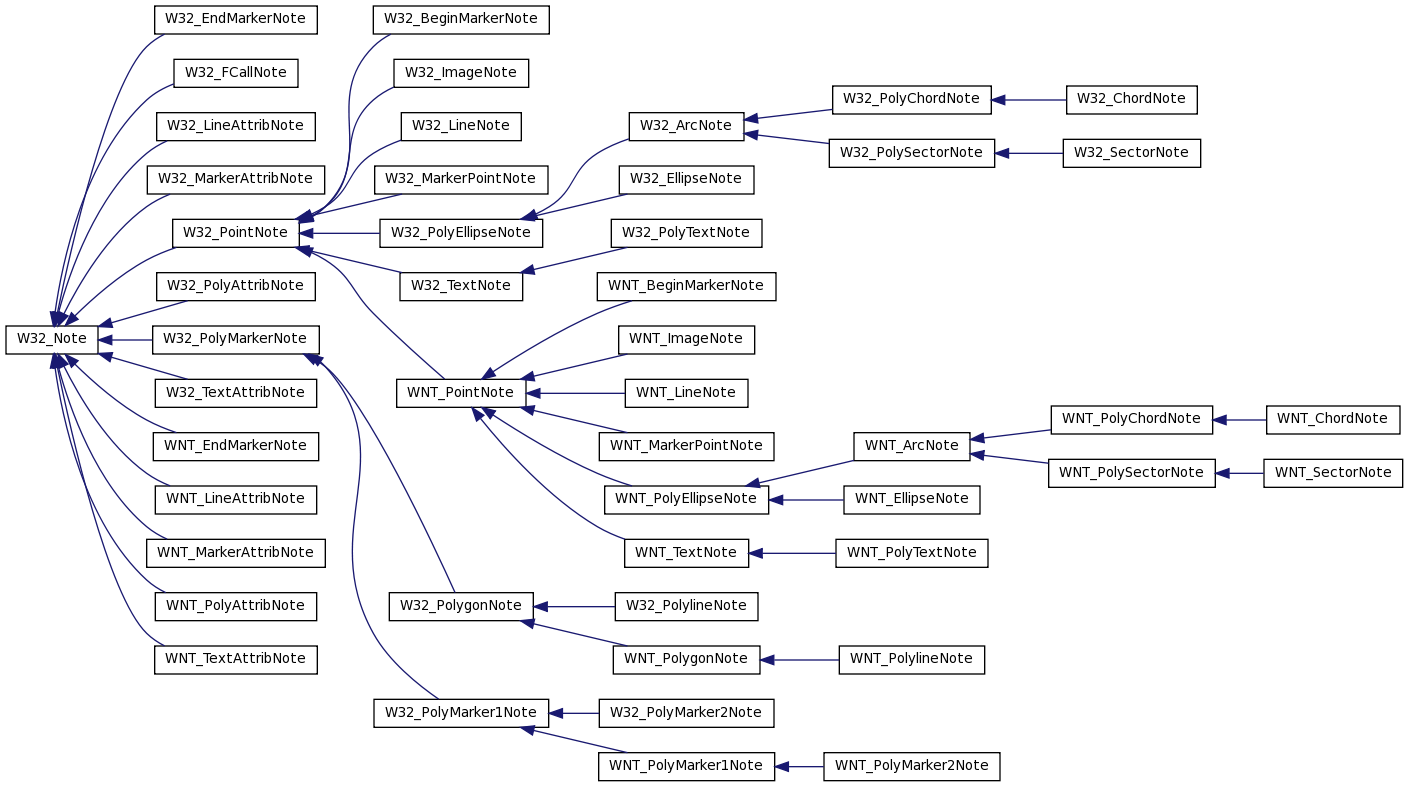 W32_EndMarkerNote
W32_BeginMarkerNote
W32_FCallNote
W32_ImageNote
W32_PolyChordNote
W32_ChordNote
W32_LineAttribNote
W32_LineNote
W32_ArcNote
W32_PolySectorNote
W32_SectorNote
W32_MarkerAttribNote
W32_MarkerPointNote
W32_EllipseNote
W32_PointNote
W32_PolyEllipseNote
W32_PolyTextNote
W32_PolyAttribNote
W32_TextNote
WNT_BeginMarkerNote
W32_Note
W32_PolyMarkerNote
WNT_ImageNote
W32_TextAttribNote
WNT_PointNote
WNT_LineNote
WNT_PolyChordNote
WNT_ChordNote
WNT_EndMarkerNote
WNT_MarkerPointNote
WNT_ArcNote
WNT_PolySectorNote
WNT_SectorNote
WNT_LineAttribNote
WNT_PolyEllipseNote
WNT_EllipseNote
WNT_MarkerAttribNote
WNT_TextNote
WNT_PolyTextNote
WNT_PolyAttribNote
W32_PolygonNote
W32_PolylineNote
WNT_TextAttribNote
WNT_PolygonNote
WNT_PolylineNote
W32_PolyMarker1Note
W32_PolyMarker2Note
WNT_PolyMarker1Note
WNT_PolyMarker2Note